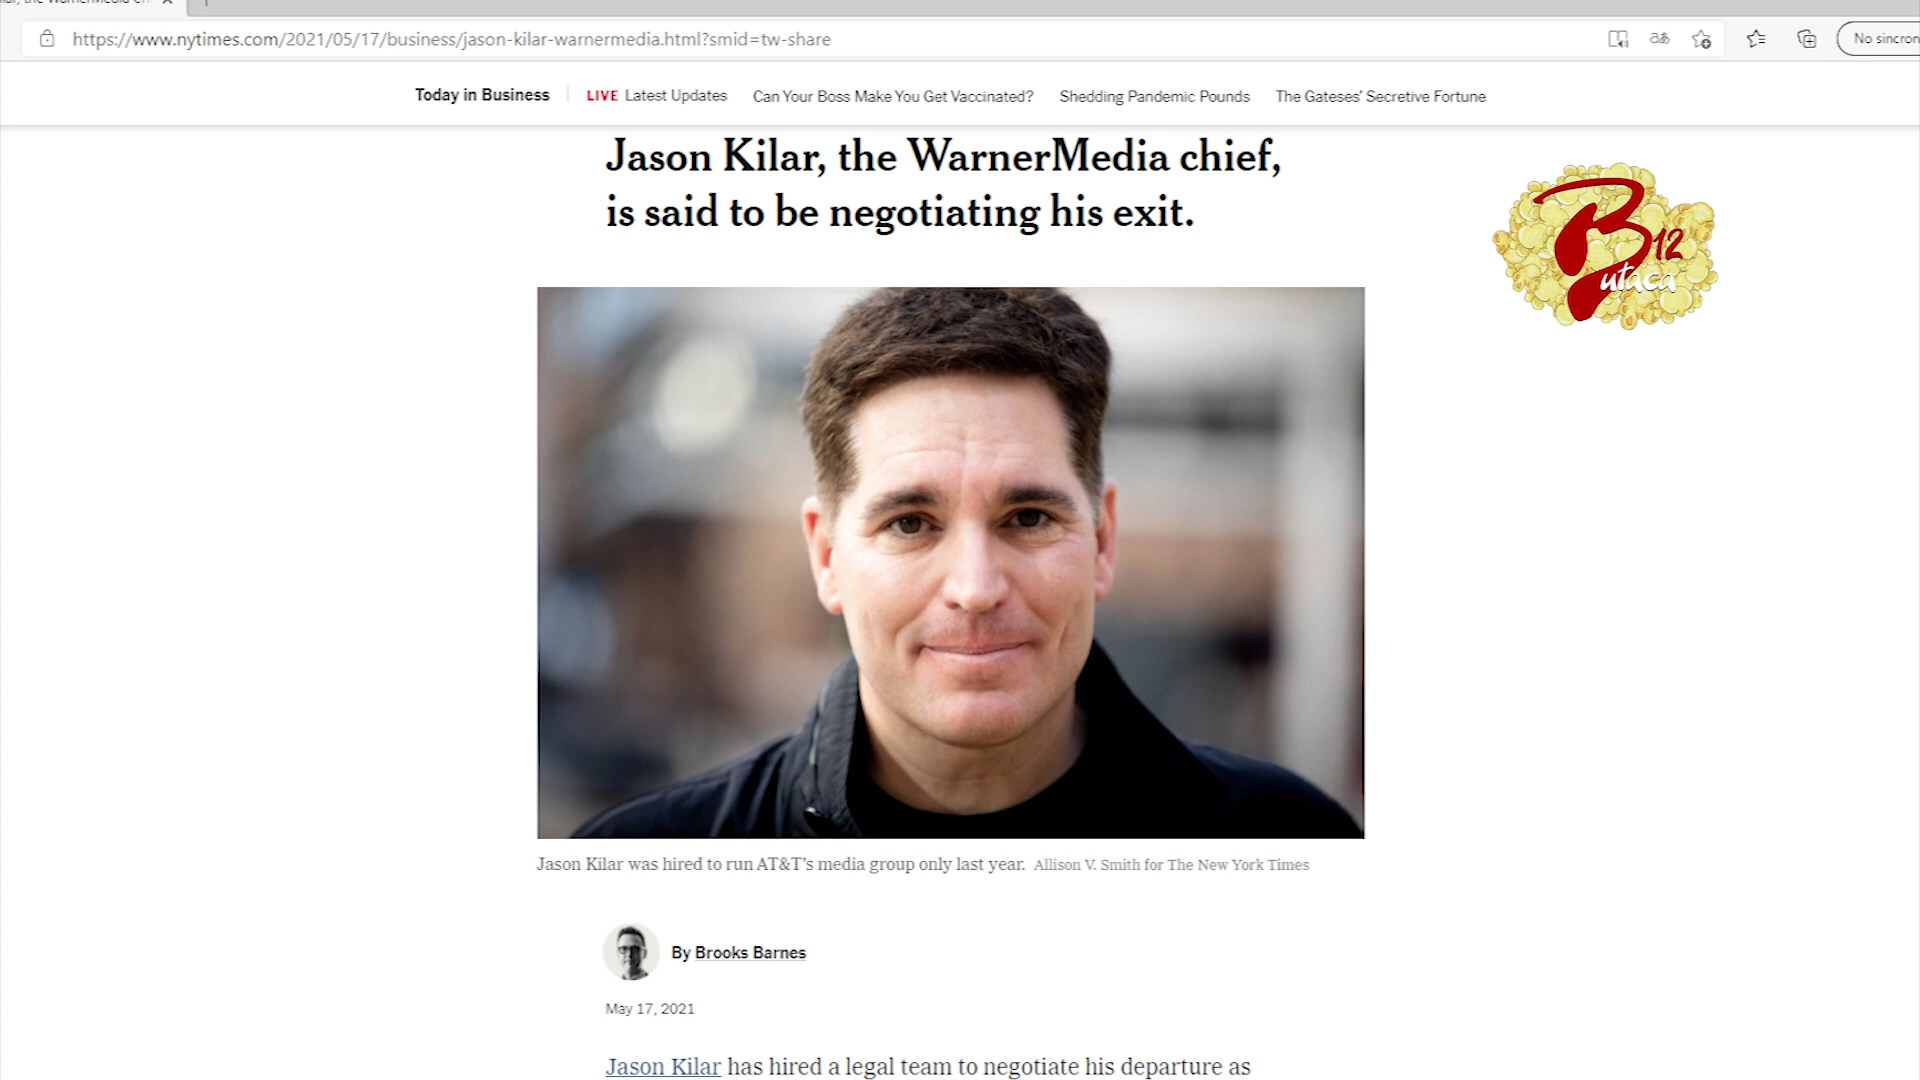 https://www.nytimes.com/2021/05/17/business/jason-kilar-warnermedia.html?smid=tw-share
No sincron
Today in Business
LIVE Latest Updates
Can Your Boss Make You Get Vaccinated?
Shedding Pandemic Pounds
The Gateses’ Secretive Fortune
Jason Kilar, the WarnerMedia chief,
is said to be negotiating his exit.
B12
utaca
Jason Kilar was hired to run AT&T’s media group only last year. Allison V. Smith for The New York Times
By Brooks Barnes
May 17, 2021
Jason Kilar has hired a legal team to negotiate his departure as